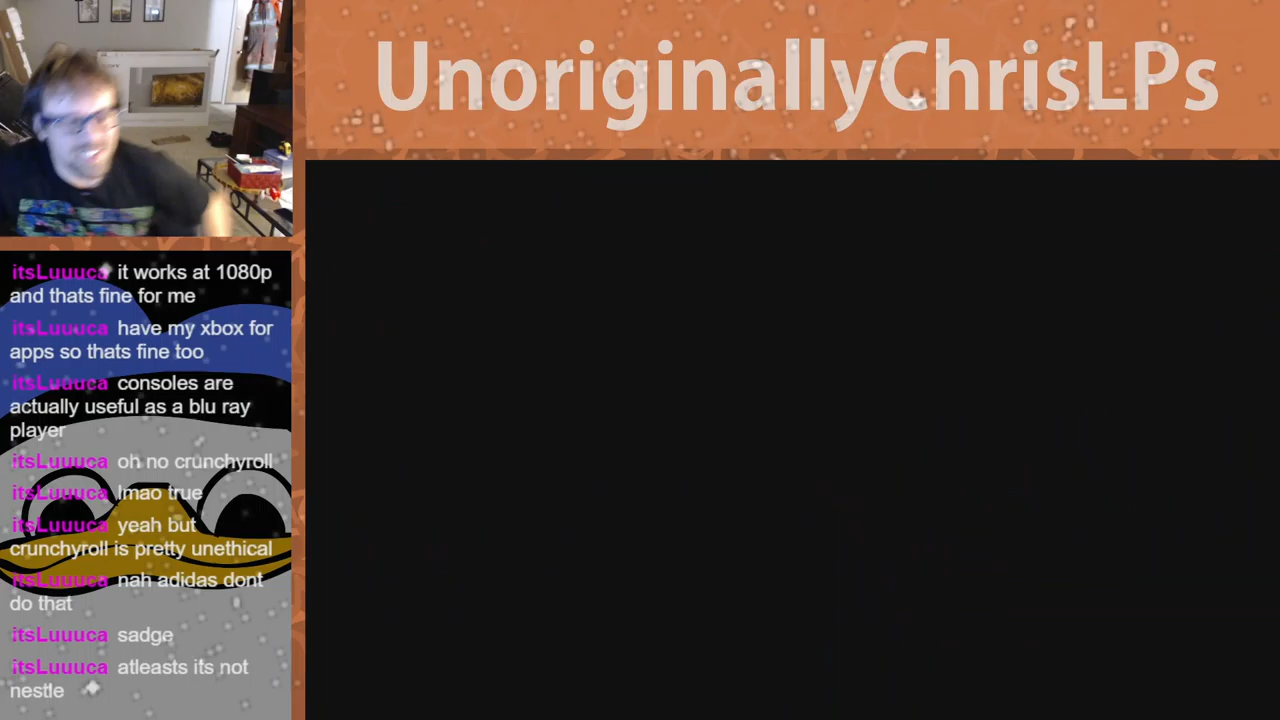 UnoriginallyChrisLPs
itsLuuuca it works at 1080p
and thats fine for me
itsLuuuca have my xbox for
apps so thats fine too
itsLuuuca consoles are
actually useful as a blu ray
player
itsLuuuca oh no crunchyroll
itsLuuuca lmao true
itsLuuuca yeah but
crunchyroll is pretty unethical
itsLuuuca nah adidas dont
do that
itsLuuuca sadge
itsLuuuca atleasts its not
nestle